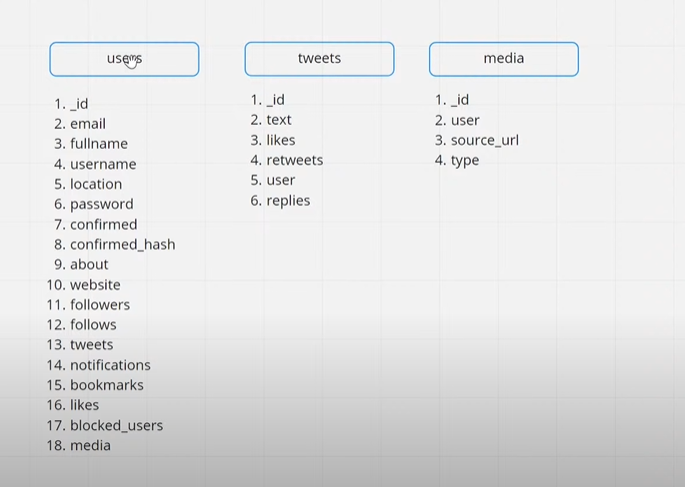 users
1. _id
2. email
3. fullname
4. username
5. location
6. password
7. confirmed
8. confirmed_hash
9. about
10. website
11. followers
12. follows
13. tweets
14. notifications
15. bookmarks
16. likes
17. blocked_users
18. media
tweets
1. _id
2. text
3. likes
4. retweets
5. user
6. replies
media
1. _id
2. user
3. source_url
4. type